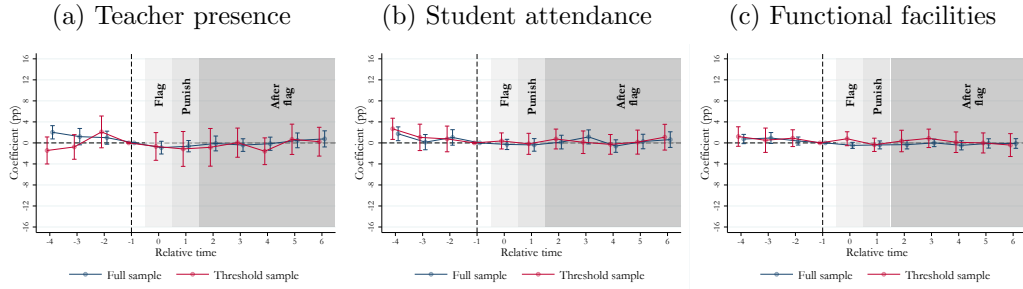 (a) Teacher presence
Coefficient (pp)
16
12
8
4
0
-4
-8
-12
-16
Flag
Punish
After
flag
-4 -3 -2 -1 0 1 2 3 4 5 6
Relative time
Full sample Threshold sample
(b) Student attendance
Coefficient (pp)
16
12
8
4
0
-4
-8
-12
-16
Flag
Punish
After
flag
-4 -3 -2 -1 0 1 2 3 4 5 6
Relative time
Full sample Threshold sample
(c) Functional facilities
Coefficient (pp)
16
12
8
4
0
-4
-8
-12
-16
Flag
Punish
After
flag
-4 -3 -2 -1 0 1 2 3 4 5 6
Relative time
Full sample Threshold sample